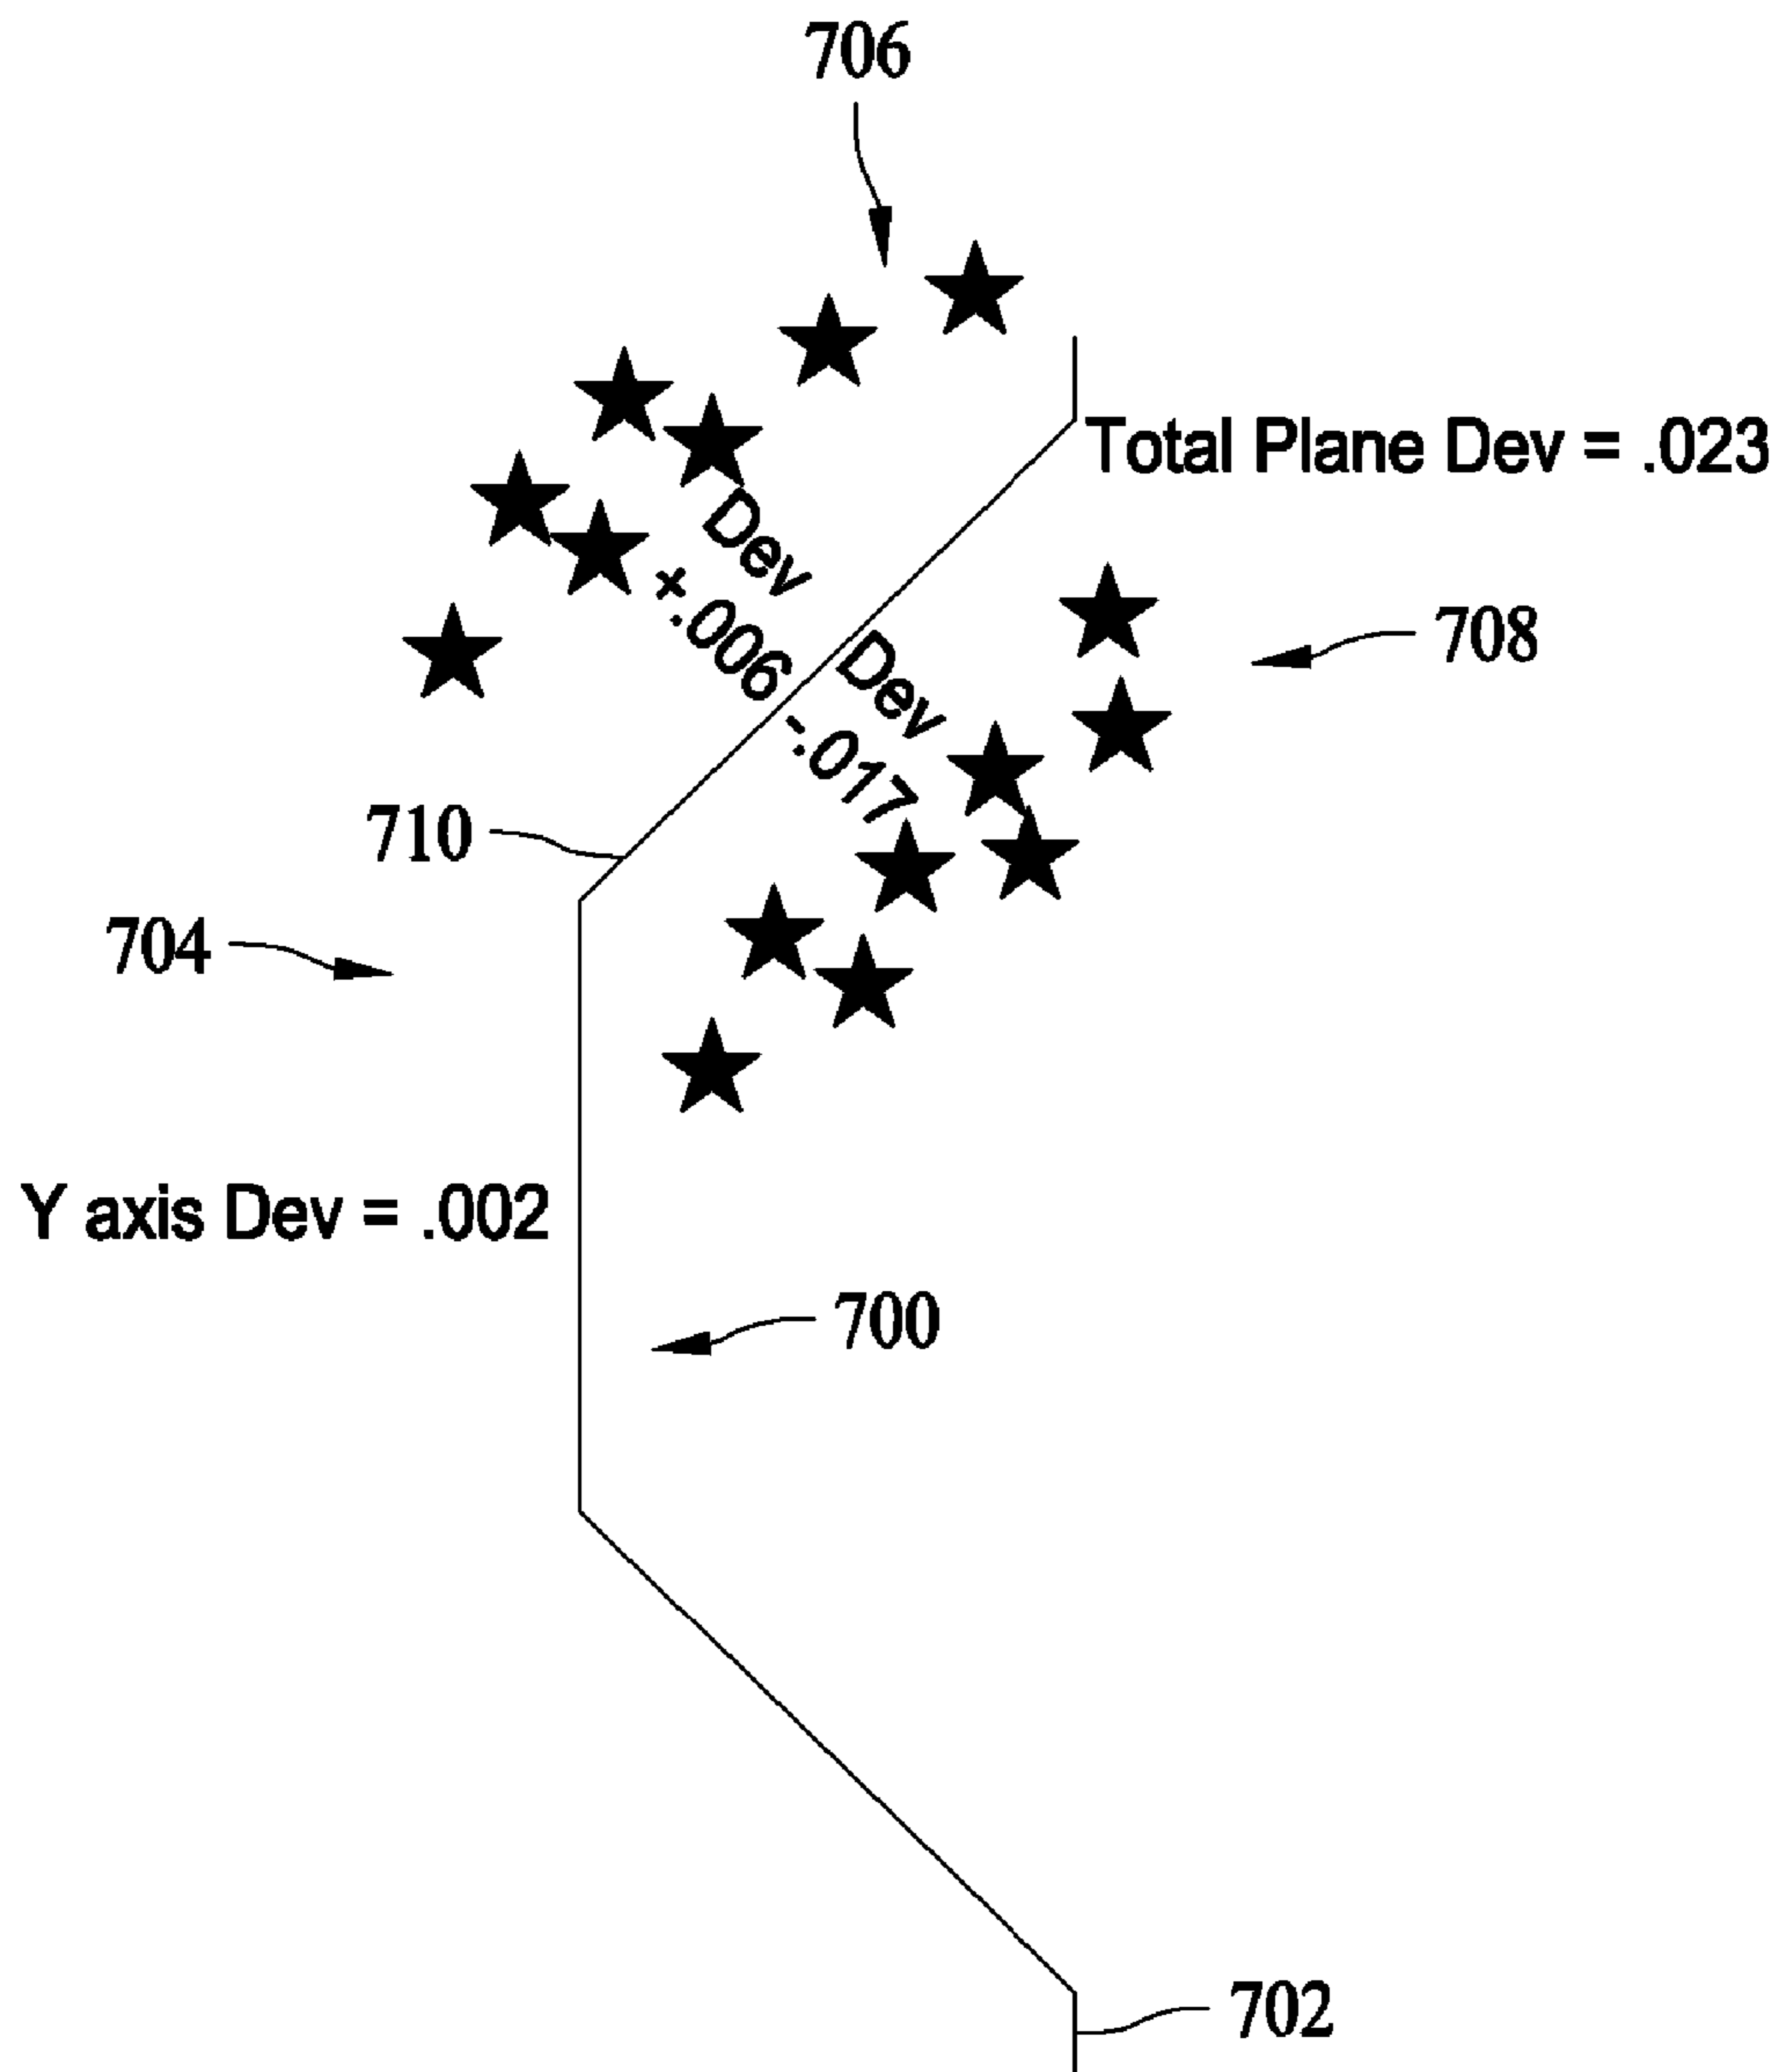 706
Total Plane Dev = .023
Dev
+.006
708
Dev
-.017
710
704
Y axis Dev = .002
700
702